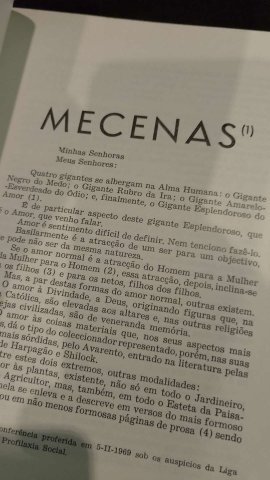 MECENAS(1)
Minhas Senhoras
Meus Senhores:
Quatro gigantes se albergam na Alma Humana: o Gigante
Negro do Medo; o Gigante Rubro da Ira; o Gigante Amarelo-
-Esverdeado do Ódio; e, finalmente, o Gigante Esplendoroso do
Amor (1).
É de particular aspecto deste gigante Esplendoroso, que
o Amor, que venho falar.
Amor é sentimento difícil de definir. Nem tenciono fazê-lo.
Banilarmente é a atracção de um ser para um objectivo,
e pode não ser da mesma natureza.
Se o amor normal é a atracção do Homem para a Mulher
da Mulher para o Homem (2), essa atracção, depois, inclina-se
os filhos (3) e para os netos, filhos dos filhos.
Mas, a par destas formas do amor normal, outras existem.
O amor à Divindade, a Deus, originando figuras que, na
Católica, são elevadas aos altares e, nas outras religiões
civilizadas, são de veneranda memória.
O amor às coisas materiais que, nos seus aspectos mais
dá o tipo do coleccionador representado, porém, nas suas
mais sórdidas, pelo Avarento, entrado na literatura pelas
de Harpagão e Shilock.
estes dois extremos, outras modalidades:
or às plantas, existente, não só em todo o Jardineiro,
Agricultor, mas, também, em todo o Esteta da Paisa-
ela se enleva e a descreve em versos do mais formoso
ou em não menos formosas páginas de prosa (4) sendo
onferência proferida em 5-II-1969 sob os auspícios da Liga
Profilaxia Social.